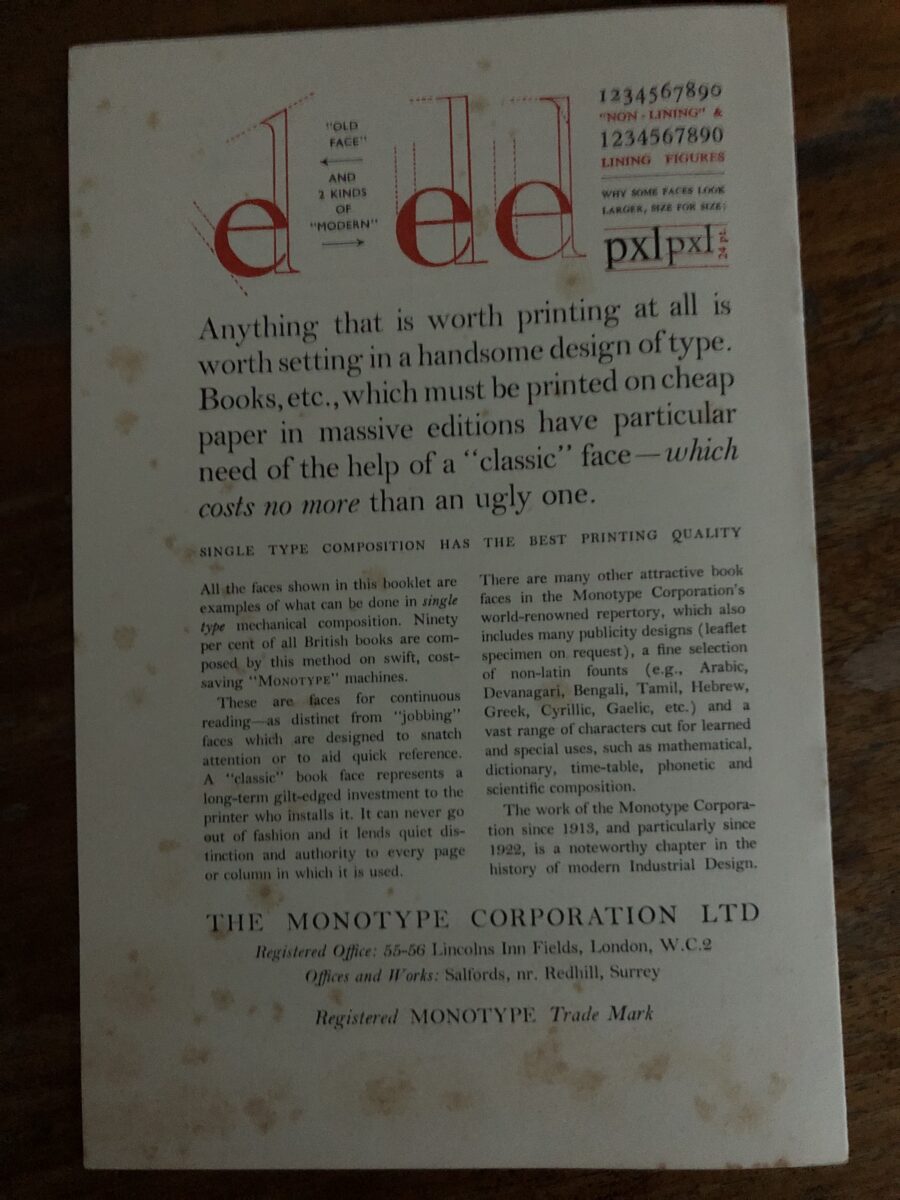 e d
"OLD
FACE"
AND
2 KINDS
OF
"MODERN"
ed ed
1234567890
"NON-LINING" &
1234567890
LINING FIGURES
WHY SOME FACES LOOK
LARGER, SIZE FOR SIZE:
pxlpxl
24 pt.
Anything that is worth printing at all is
worth setting in a handsome design of type.
Books, etc., which must be printed on cheap
paper in massive editions have particular
need of the help of a "classic" face—which
costs no more than an ugly one.
SINGLE TYPE COMPOSITION HAS THE BEST PRINTING QUALITY
All the faces shown in this booklet are
examples of what can be done in single
type mechanical composition. Ninety
per cent of all British books are com-
posed by this method on swift, cost-
saving "MONOTYPE" machines.
These are faces for continuous
reading—as distinct from "jobbing"
faces which are designed to snatch
attention or to aid quick reference.
A "classic" book face represents a
long-term gilt-edged investment to the
printer who installs it. It can never go
out of fashion and it lends quiet dis-
tinction and authority to every page
or column in which it is used.
There are many other attractive book
faces in the Monotype Corporation's
world-renowned repertory, which also
includes many publicity designs (leaflet
specimen on request), a fine selection
of non-latin founts (e.g., Arabic,
Devanagari, Bengali, Tamil, Hebrew,
Greek, Cyrillic, Gaelic, etc.) and a
vast range of characters cut for learned
and special uses, such as mathematical,
dictionary, time-table, phonetic and
scientific composition.
The work of the Monotype Corpora-
tion since 1913, and particularly since
1922, is a noteworthy chapter in the
history of modern Industrial Design.
THE MONOTYPE CORPORATION LTD
Registered Office: 55-56 Lincolns Inn Fields, London, W.C.2
Offices and Works: Salfords, nr. Redhill, Surrey
Registered MONOTYPE Trade Mark